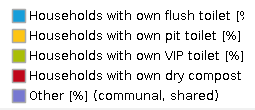 Households with own flush toilet [%
Households with own pit toilet [%]
Households with own VIP toilet [%]
Households with own dry compost
Other [%] (communal, shared)